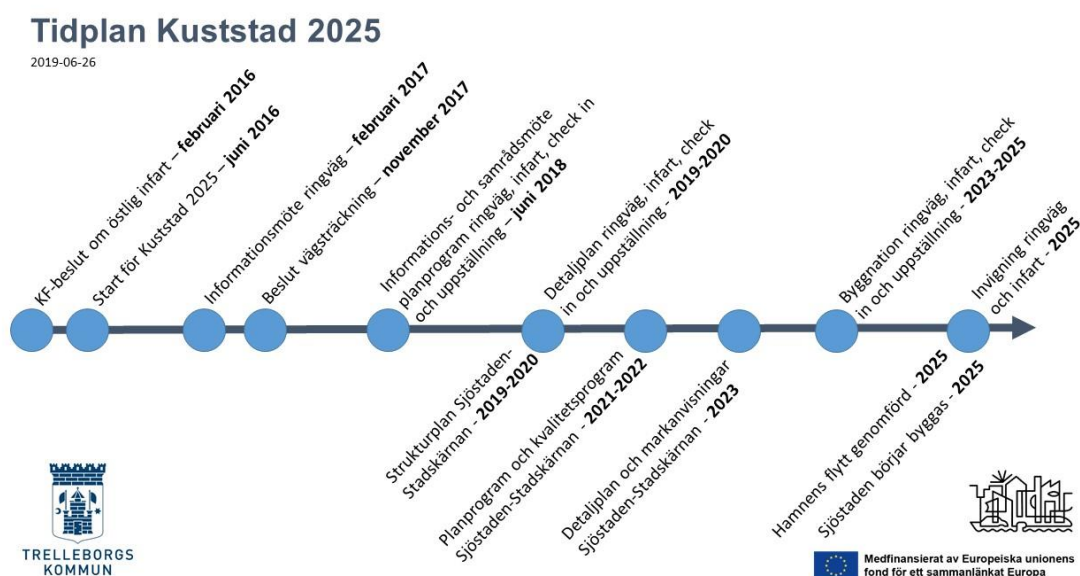 Tidplan Kuststad 2025
2019-06-26
KF-beslut om östlig infart – februari 2016
Start för Kuststad 2025 – juni 2016
Informationsmöte ringväg – februari 2017
Beslut vägsträckning – november 2017
Informations- och samrådsmöte
planprogram ringväg, infart, check in
och uppställning – juni 2018
Detaljplan ringväg, infart, check
in och uppställning - 2019-2020
Byggnation ringväg, infart, check
in och uppställning - 2023-2025
Invigning ringväg
och infart - 2025
Strukturplan Sjöstaden-
Stadskärnan - 2019-2020
Planprogram och kvalitetsprogram
Sjöstaden-Stadskärnan - 2021-2022
Detaljplan och markanvisningar
Sjöstaden-Stadskärnan - 2023
Hamnens flytt genomförd - 2025
Sjöstaden börjar byggas - 2025
TRELLEBORGS
KOMMUN
Medfinansierat av Europeiska unionens
fond för ett sammanlänkat Europa